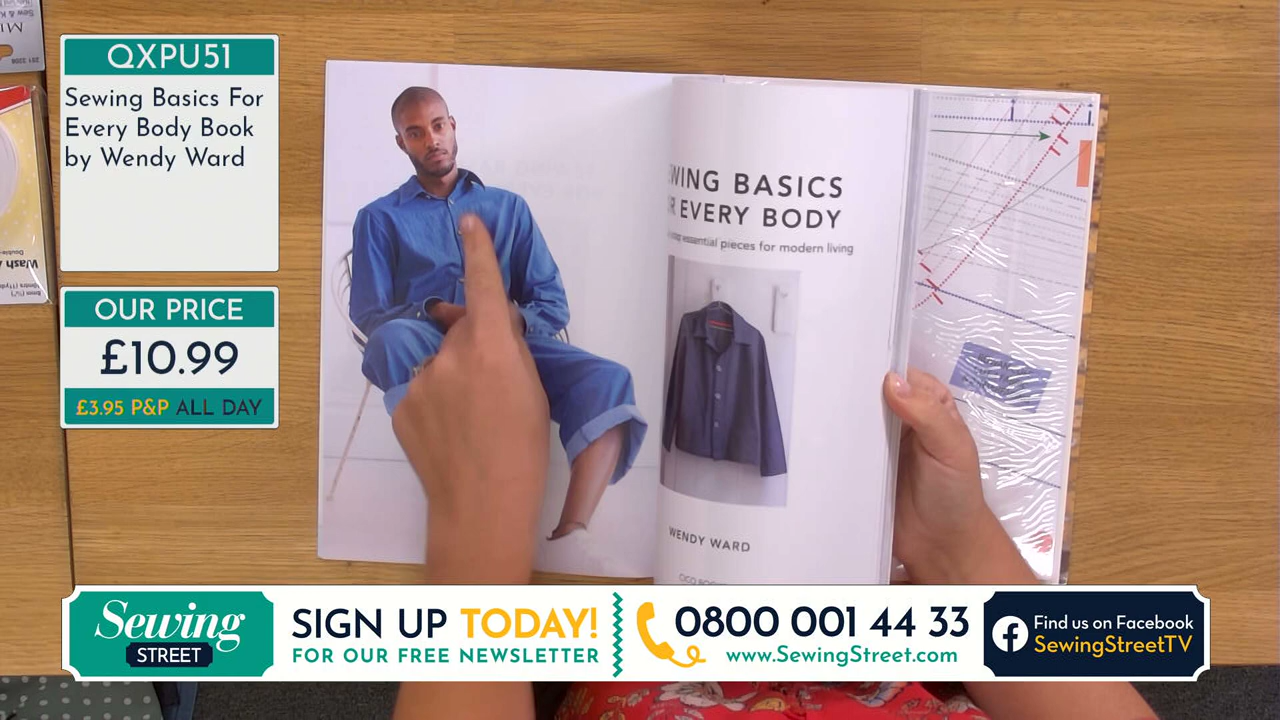 QXPU51
Sewing Basics For
Every Body Book
by Wendy Ward
OUR PRICE
£10.99
£3.95 P&P ALL DAY
WING BASICS
EVERY BODY
essential pieces for modern living
WENDY WARD
Sewing
STREET
SIGN UP TODAY!
FOR OUR FREE NEWSLETTER
0800 001 44 33
www.SewingStreet.com
Find us on Facebook
SewingStreetTV